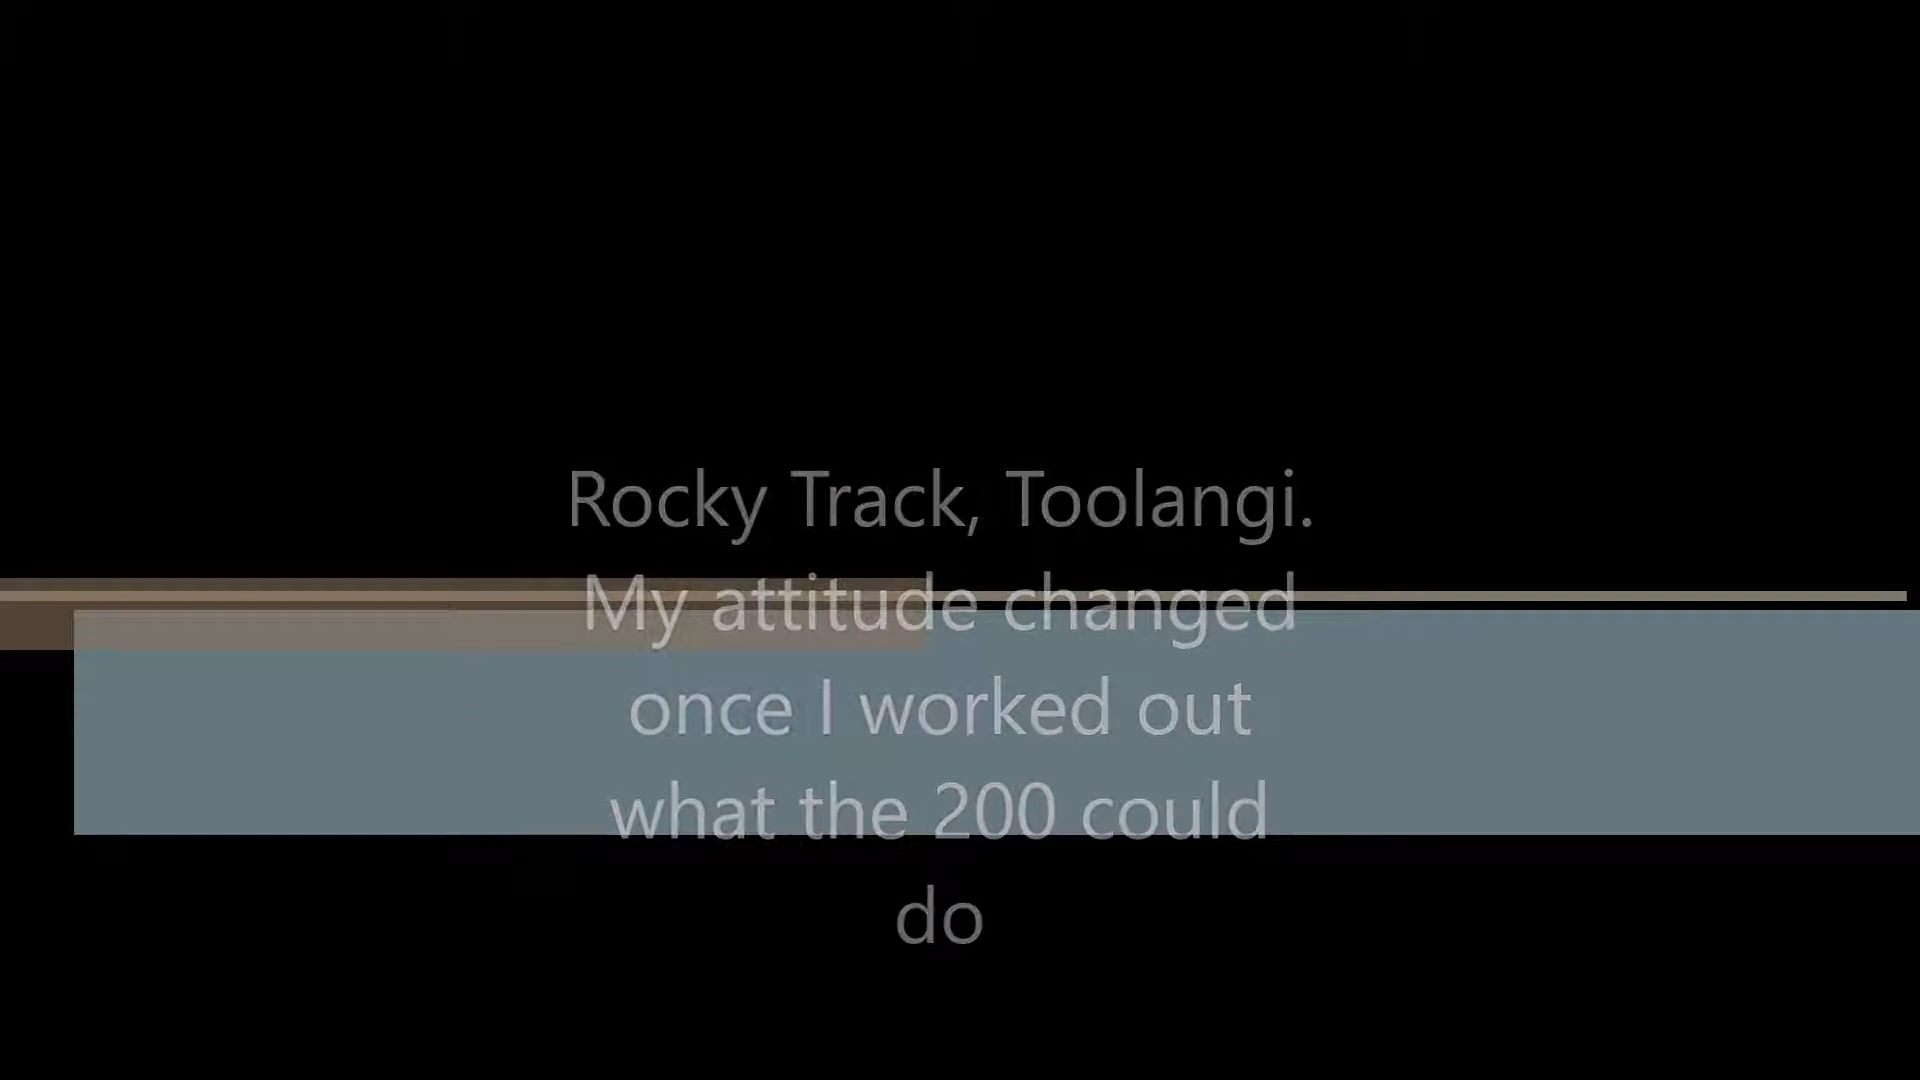 Rocky Track, Toolangi.
My attitude changed
once I worked out
what the 200 could
do